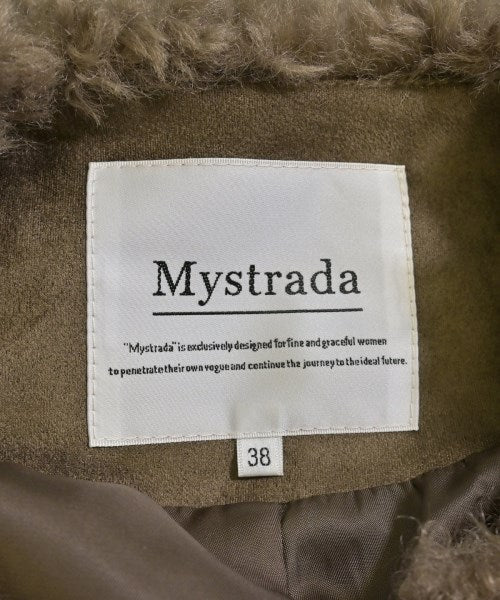 Mystrada
"Mystrada" is exclusively designed for fine and graceful women
to penetrate their own vogue and continue the journey to the ideal future.
38